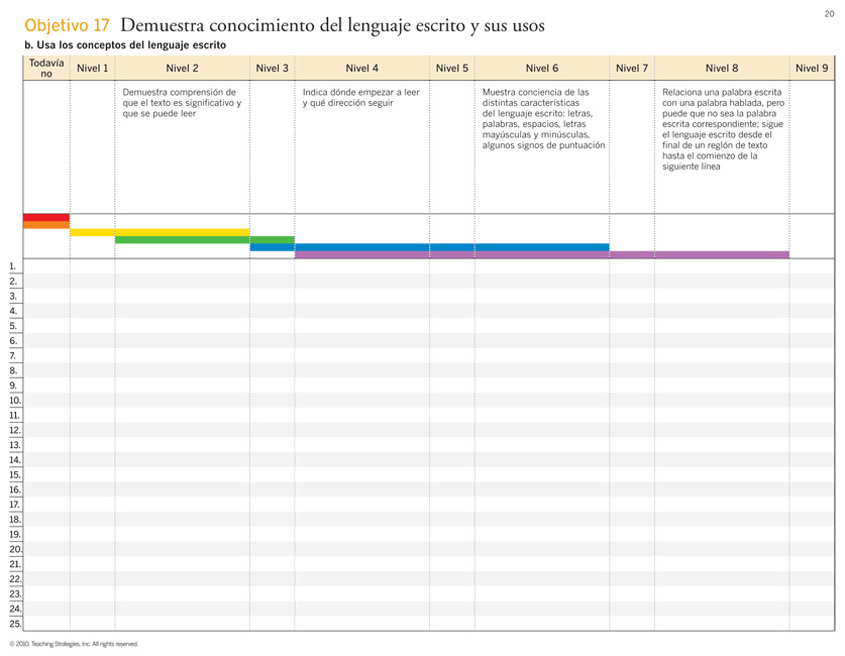 20
Objetivo 17 Demuestra conocimiento del lenguaje escrito y sus usos
b. Usa los conceptos del lenguaje escrito
Todavía
no
Nivel 1
Nivel 2
Nivel 3
Nivel 4
Nivel 5
Nivel 6
Nivel 7
Nivel 8
Nivel 9
Demuestra comprensión de
que el texto es significativo y
que se puede leer
Indica dónde empezar a leer
y qué dirección seguir
Muestra conciencia de las
distintas características
del lenguaje escrito: letras,
palabras, espacios, letras
mayúsculas y minúsculas,
algunos signos de puntuación
Relaciona una palabra escrita
con una palabra hablada, pero
puede que no sea la palabra
escrita correspondiente; sigue
el lenguaje escrito desde el
final de un reglón de texto
hasta el comienzo de la
siguiente línea
1.
2.
3.
4.
5.
6.
7.
8.
9.
10.
11.
12.
13.
14.
15.
16.
17.
18.
19.
20.
21.
22.
23.
24.
25.
© 2010. Teaching Strategies, Inc. All rights reserved.